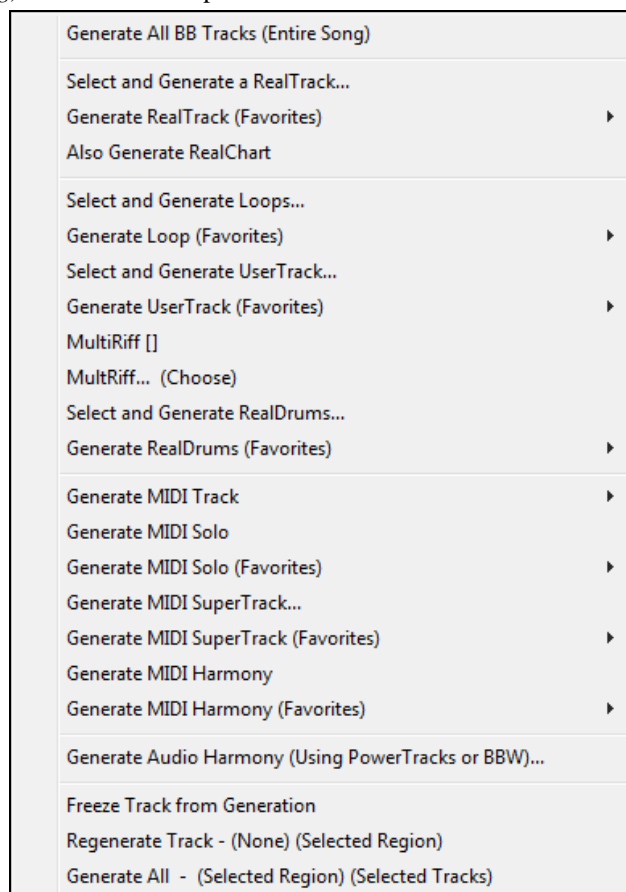 Generate All BB Tracks (Entire Song)
Select and Generate a RealTrack...
Generate RealTrack (Favorites)
Also Generate RealChart
Select and Generate Loops...
Generate Loop (Favorites)
Select and Generate UserTrack...
Generate UserTrack (Favorites)
MultiRiff []
MultRiff... (Choose)
Select and Generate RealDrums...
Generate RealDrums (Favorites)
Generate MIDI Track
Generate MIDI Solo
Generate MIDI Solo (Favorites)
Generate MIDI SuperTrack...
Generate MIDI SuperTrack (Favorites)
Generate MIDI Harmony
Generate MIDI Harmony (Favorites)
Generate Audio Harmony (Using PowerTracks or BBW)...
Freeze Track from Generation
Regenerate Track - (None) (Selected Region)
Generate All - (Selected Region) (Selected Tracks)